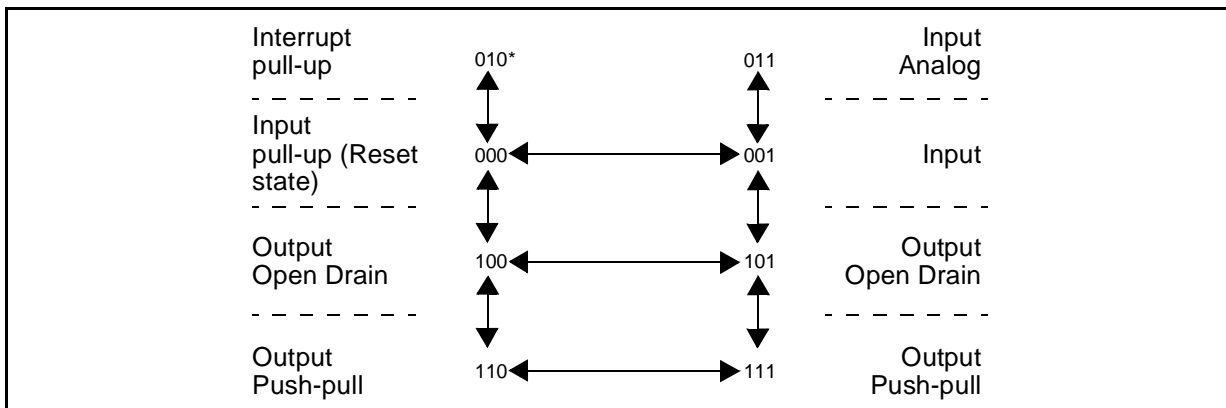 Interrupt
pull-up
010*
011
Input
Analog
Input
pull-up (Reset
state)
000
001
Input
Output
Open Drain
100
101
Output
Open Drain
Output
Push-pull
110
111
Output
Push-pull